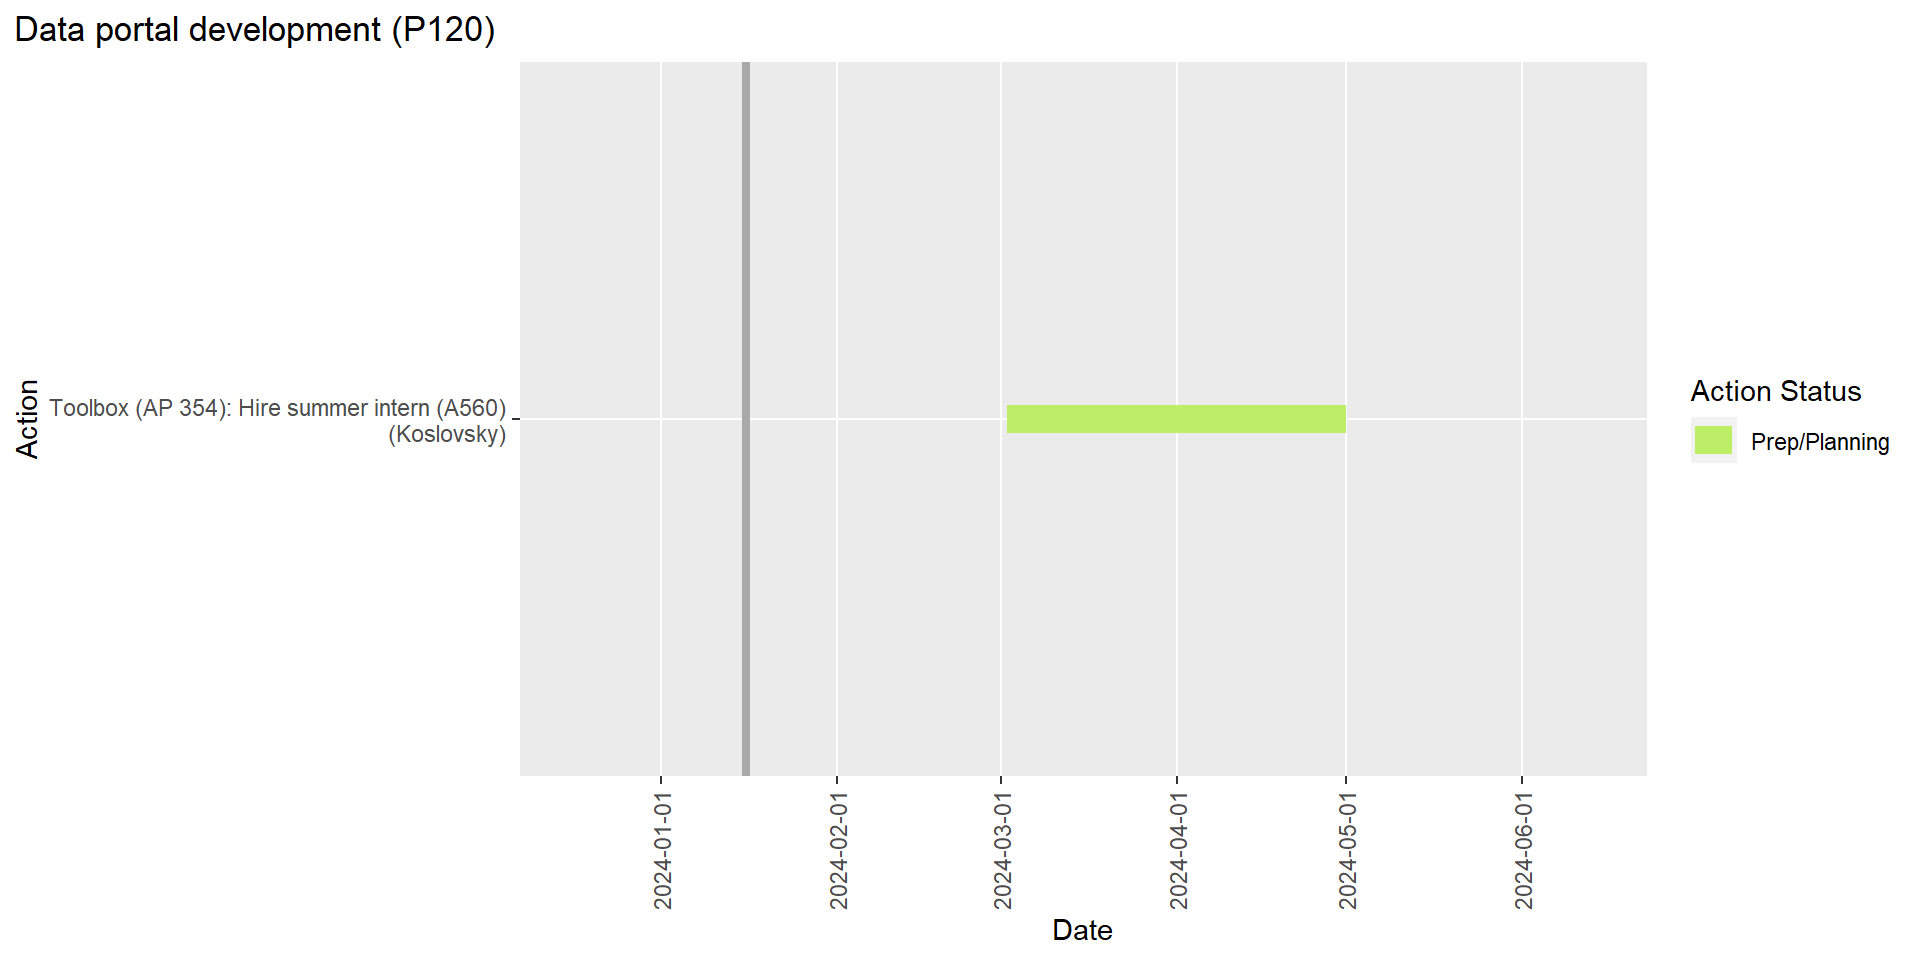 Data portal development (P120)
Action
Toolbox (AP 354): Hire summer intern (A560)
(Koslovsky)
Action Status
Prep/Planning
2024-01-01
2024-02-01
2024-03-01
2024-04-01
2024-05-01
2024-06-01
Date